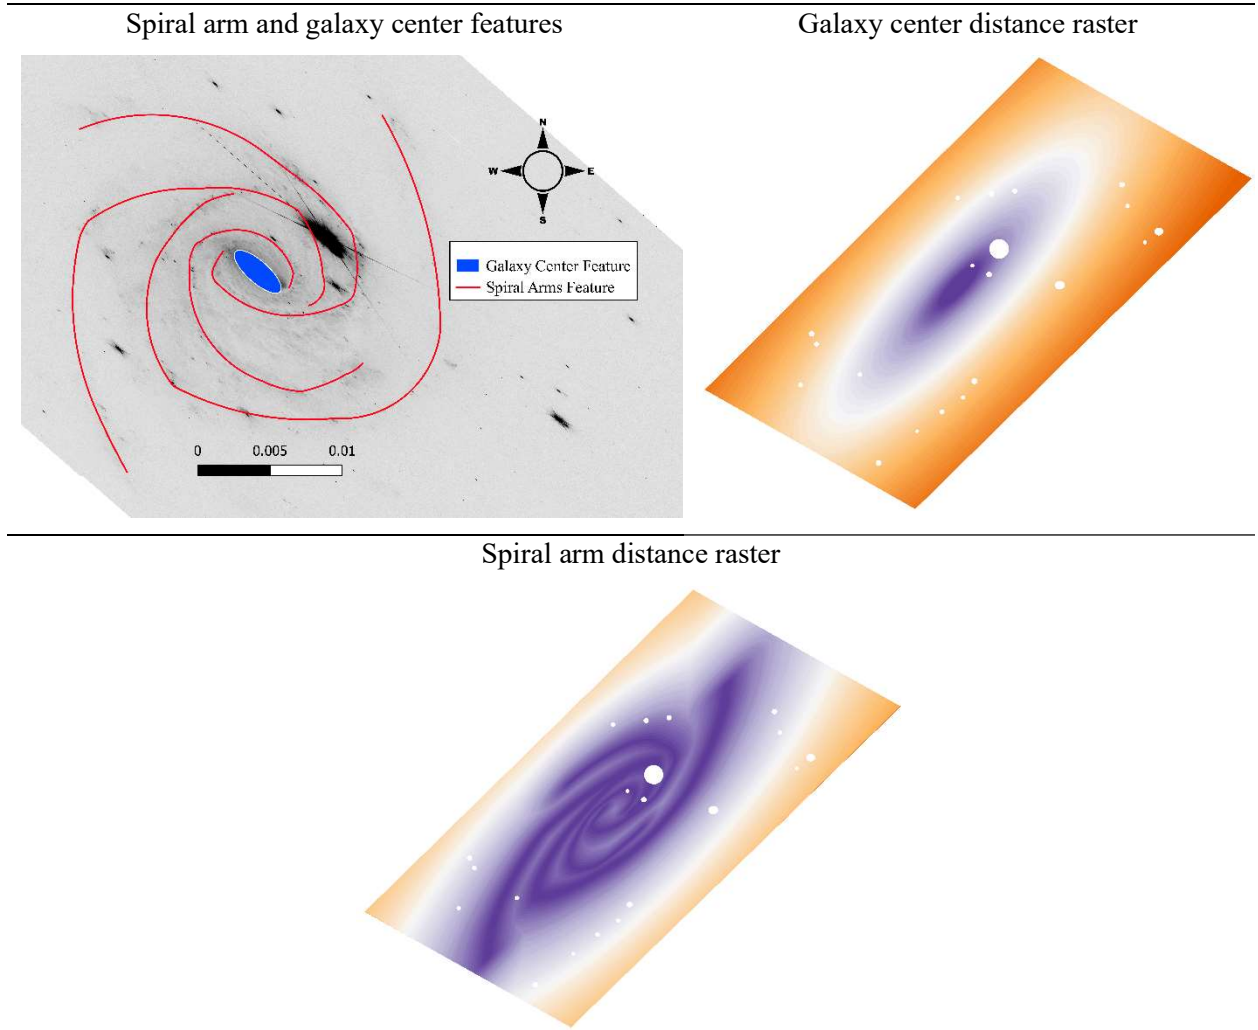 Spiral arm and galaxy center features
Galaxy center distance raster
N
W E
S
Galaxy Center Feature
Spiral Arms Feature
0 0.005 0.01
Spiral arm distance raster